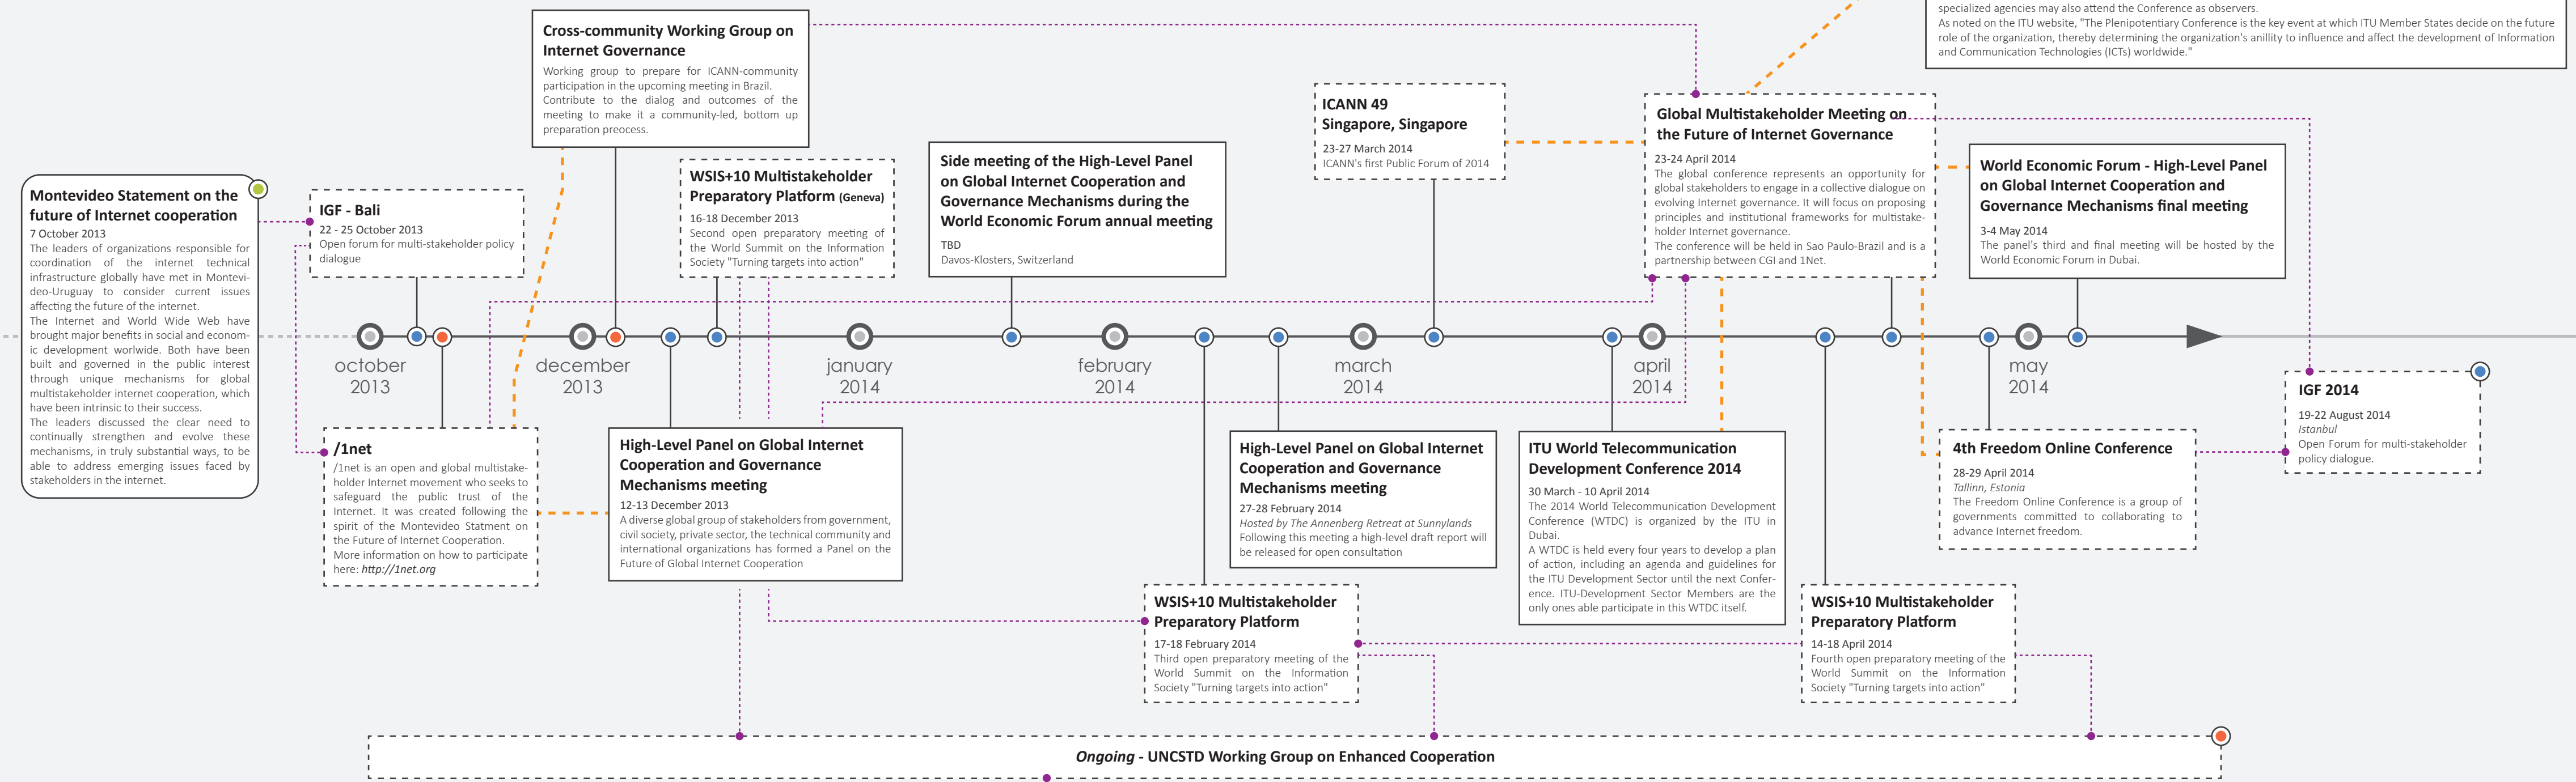 specialized agencies may also attend the Conference as observers.
As noted on the ITU website, "The Plenipotentiary Conference is the key event at which ITU Member States decide on the future
role of the organization, thereby determining the organization's anillity to influence and affect the development of Information
and Communication Technologies (ICTs) worldwide."
Cross-community Working Group on
Internet Governance
Working group to prepare for ICANN-community
participation in the upcoming meeting in Brazil.
Contribute to the dialog and outcomes of the
meeting to make it a community-led, bottom up
preparation preocess.
Montevideo Statement on the
future of Internet cooperation
7 October 2013
The leaders of organizations responsible for
coordination of the internet technical
infrastructure globally have met in Montevi-
deo-Uruguay to consider current issues
affecting the future of the internet.
The Internet and World Wide Web have
brought major benefits in social and econom-
ic development worlwide. Both have been
built and governed in the public interest
through unique mechanisms for global
multistakeholder internet cooperation, which
have been intrinsic to their success.
The leaders discussed the clear need to
continually strengthen and evolve these
mechanisms, in truly substantial ways, to be
able to address emerging issues faced by
stakeholders in the internet.
IGF - Bali
22 - 25 October 2013
Open forum for multi-stakeholder policy
dialogue
WSIS+10 Multistakeholder
Preparatory Platform (Geneva)
16-18 December 2013
Second open preparatory meeting of
the World Summit on the Information
Society "Turning targets into action"
Side meeting of the High-Level Panel
on Global Internet Cooperation and
Governance Mechanisms during the
World Economic Forum annual meeting
TBD
Davos-Klosters, Switzerland
ICANN 49
Singapore, Singapore
23-27 March 2014
ICANN's first Public Forum of 2014
Global Multistakeholder Meeting on
the Future of Internet Governance
23-24 April 2014
The global conference represents an opportunity for
global stakeholders to engage in a collective dialogue on
evolving Internet governance. It will focus on proposing
principles and institutional frameworks for multistake-
holder Internet governance.
The conference will be held in Sao Paulo-Brazil and is a
partnership between CGI and 1Net.
World Economic Forum - High-Level Panel
on Global Internet Cooperation and
Governance Mechanisms final meeting
3-4 May 2014
The panel's third and final meeting will be hosted by the
World Economic Forum in Dubai.
october
2013
december
2013
january
2014
february
2014
march
2014
april
2014
may
2014
/1net
/1net is an open and global multistake-
holder Internet movement who seeks to
safeguard the public trust of the
Internet. It was created following the
spirit of the Montevideo Statment on
the Future of Internet Cooperation.
More information on how to participate
here: http://1net.org
High-Level Panel on Global Internet
Cooperation and Governance
Mechanisms meeting
12-13 December 2013
A diverse global group of stakeholders from government,
civil society, private sector, the technical community and
international organizations has formed a Panel on the
Future of Global Internet Cooperation
High-Level Panel on Global Internet
Cooperation and Governance
Mechanisms meeting
27-28 February 2014
Hosted by The Annenberg Retreat at Sunnylands
Following this meeting a high-level draft report will
be released for open consultation
ITU World Telecommunication
Development Conference 2014
30 March - 10 April 2014
The 2014 World Telecommunication Development
Conference (WTDC) is organized by the ITU in
Dubai.
A WTDC is held every four years to develop a plan
of action, including an agenda and guidelines for
the ITU Development Sector until the next Confer-
ence. ITU-Development Sector Members are the
only ones able participate in this WTDC itself.
4th Freedom Online Conference
28-29 April 2014
Tallinn, Estonia
The Freedom Online Conference is a group of
governments committed to collaborating to
advance Internet freedom.
IGF 2014
19-22 August 2014
Istanbul
Open Forum for multi-stakeholder
policy dialogue.
WSIS+10 Multistakeholder
Preparatory Platform
17-18 February 2014
Third open preparatory meeting of the
World Summit on the Information
Society "Turning targets into action"
WSIS+10 Multistakeholder
Preparatory Platform
14-18 April 2014
Fourth open preparatory meeting of the
World Summit on the Information
Society "Turning targets into action"
Ongoing - UNCSTD Working Group on Enhanced Cooperation